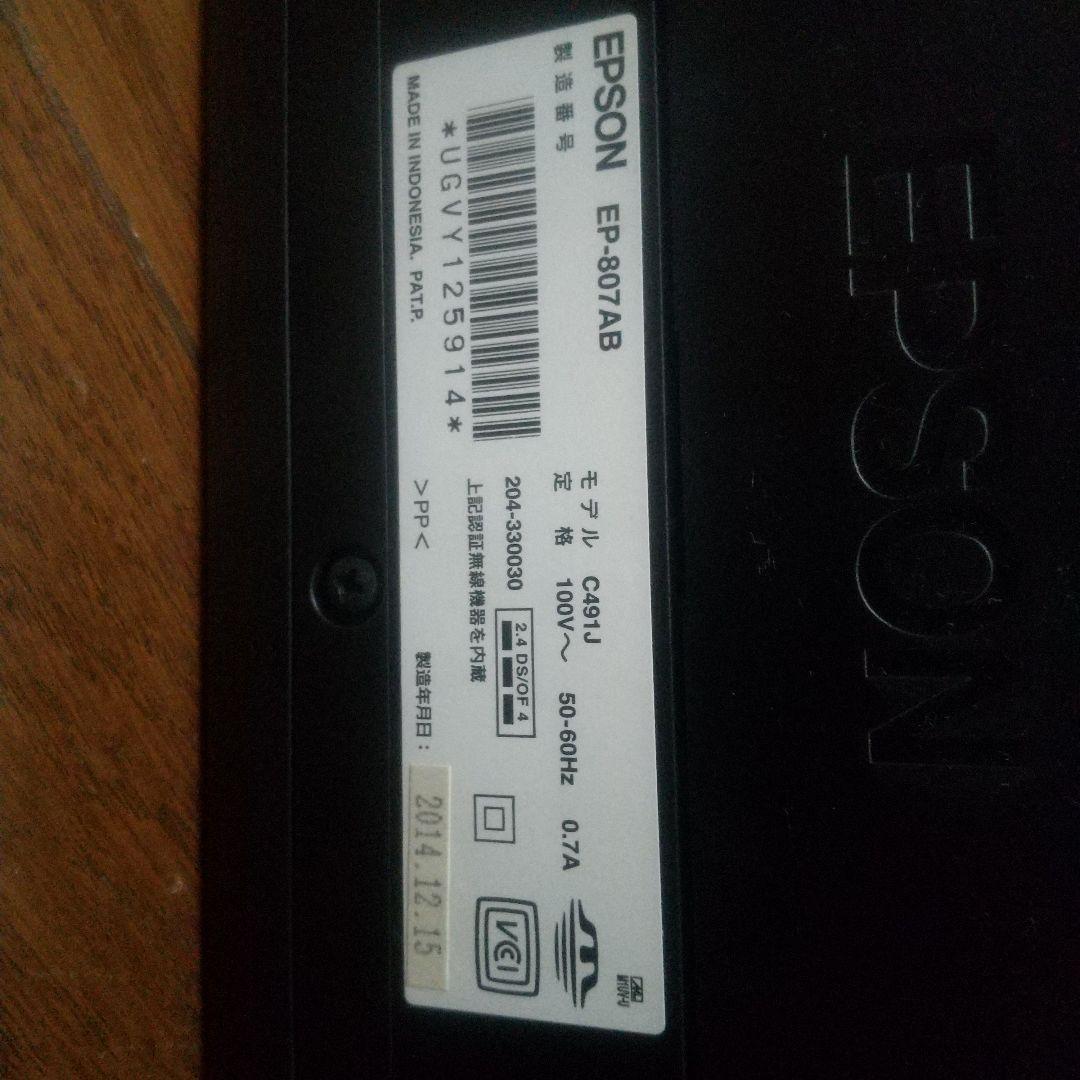 EPSON EP-807AB
製造番号
*UGVY125914*
MADE IN INDONESIA. PAT.P.
モデル C491J
定 格 100V～ 50-60Hz 0.7A
204-330030
2.4 DS/OF 4
上記認証無線機器を内蔵
>PP<
製造年月日：
2014.12.15
VCI
EPSON